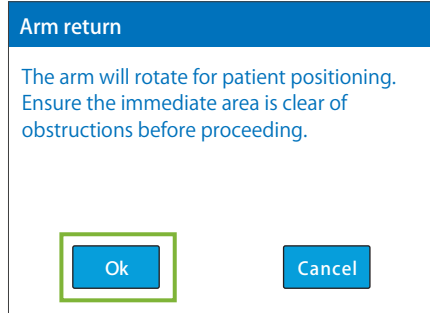 Arm return
The arm will rotate for patient positioning.
Ensure the immediate area is clear of
obstructions before proceeding.
Ok
Cancel